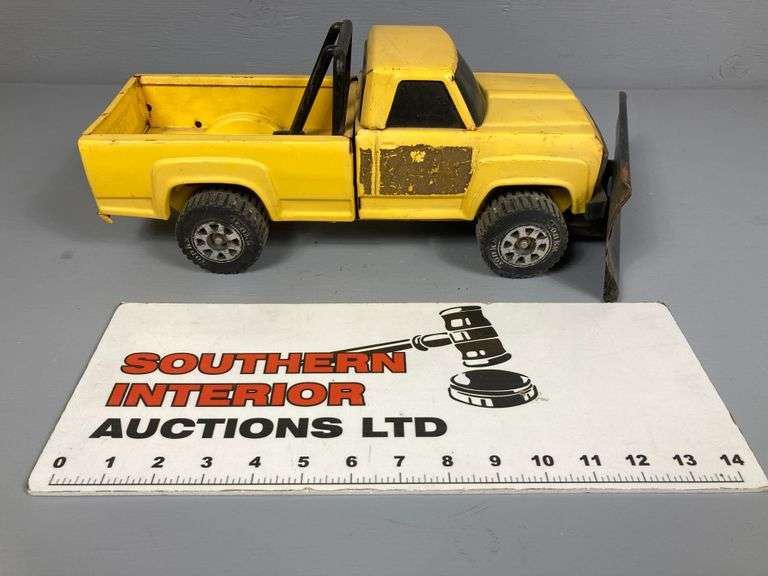 SOUTHERN
INTERIOR
AUCTIONS LTD
0 1 2 3 4 5 6 7 8 9 10 11 12 13 14